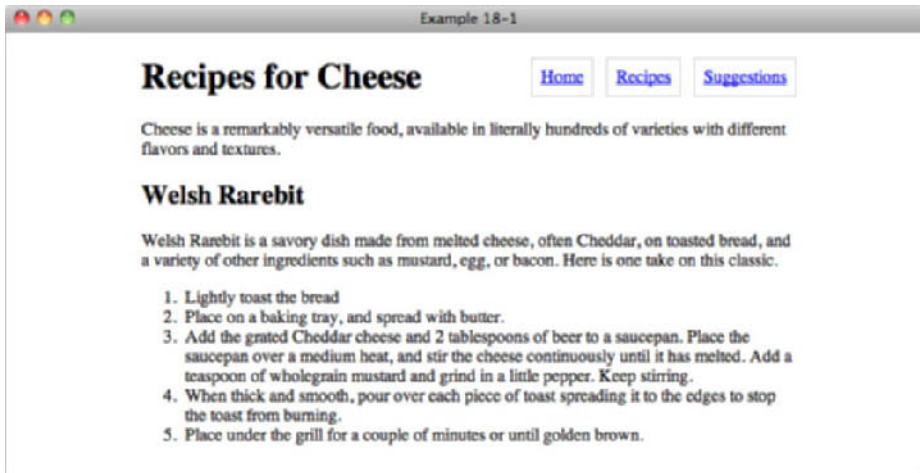 Example 18-1
Recipes for Cheese
Home
Recipes
Suggestions
Cheese is a remarkably versatile food, available in literally hundreds of varieties with different
flavors and textures.
Welsh Rarebit
Welsh Rarebit is a savory dish made from melted cheese, often Cheddar, on toasted bread, and
a variety of other ingredients such as mustard, egg, or bacon. Here is one take on this classic.
1. Lightly toast the bread
2. Place on a baking tray, and spread with butter.
3. Add the grated Cheddar cheese and 2 tablespoons of beer to a saucepan. Place the
saucepan over a medium heat, and stir the cheese continuously until it has melted. Add a
teaspoon of wholegrain mustard and grind in a little pepper. Keep stirring.
4. When thick and smooth, pour over each piece of toast spreading it to the edges to stop
the toast from burning.
5. Place under the grill for a couple of minutes or until golden brown.